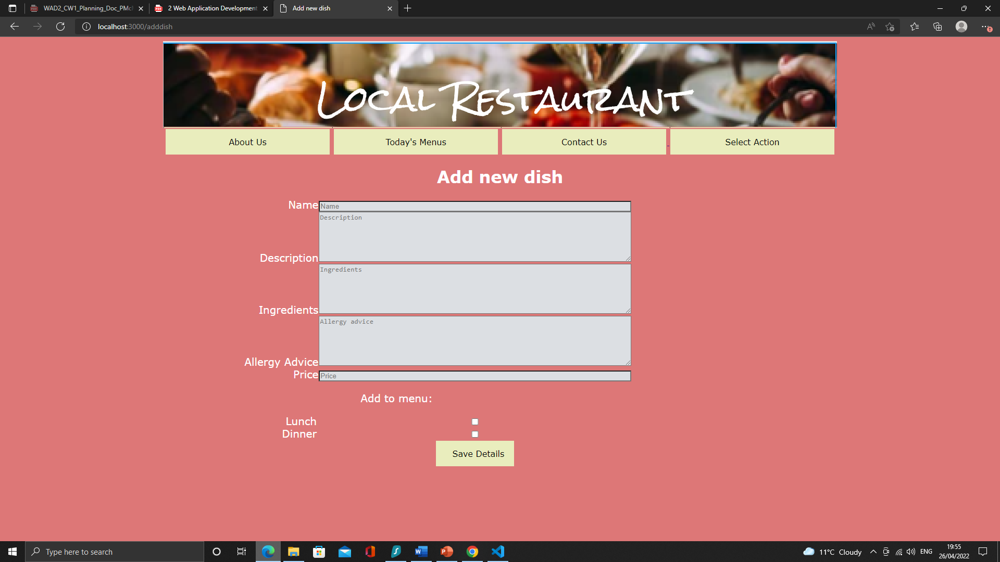 WAD2_CW1_Planning_Doc_PMc
2 Web Application Development
Add new dish
localhost:3000/adddish
Local Restaurant
About Us
Today's Menus
Contact Us
Select Action
Add new dish
Name
Name
Description
Description
Ingredients
Ingredients
Allergy advice
Allergy Advice
Price
Price
Add to menu:
Lunch
Dinner
Save Details
Type here to search
11°C Cloudy
ENG
19:55
26/04/2022